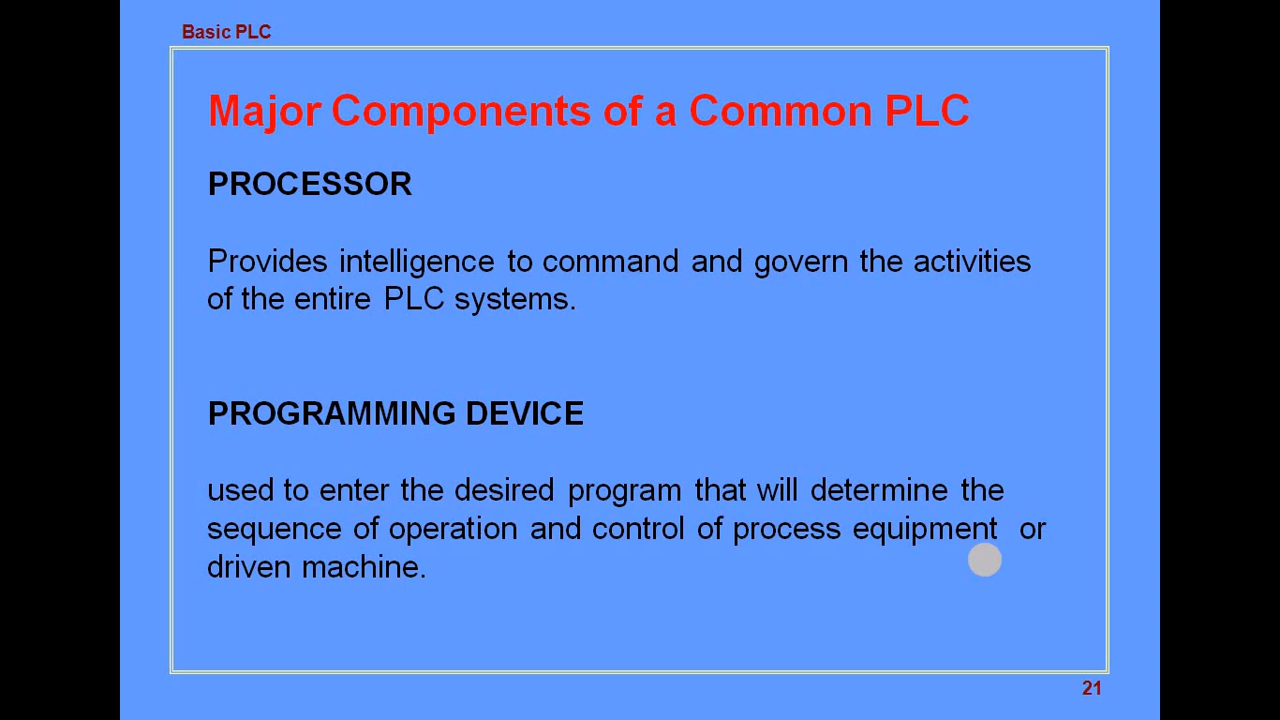 Basic PLC
Major Components of a Common PLC
PROCESSOR
Provides intelligence to command and govern the activities
of the entire PLC systems.
PROGRAMMING DEVICE
used to enter the desired program that will determine the
sequence of operation and control of process equipment or
driven machine.
21